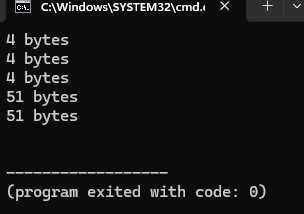 C:\Windows\SYSTEM32\cmd.e
4 bytes
4 bytes
4 bytes
51 bytes
51 bytes
------------------
(program exited with code: 0)